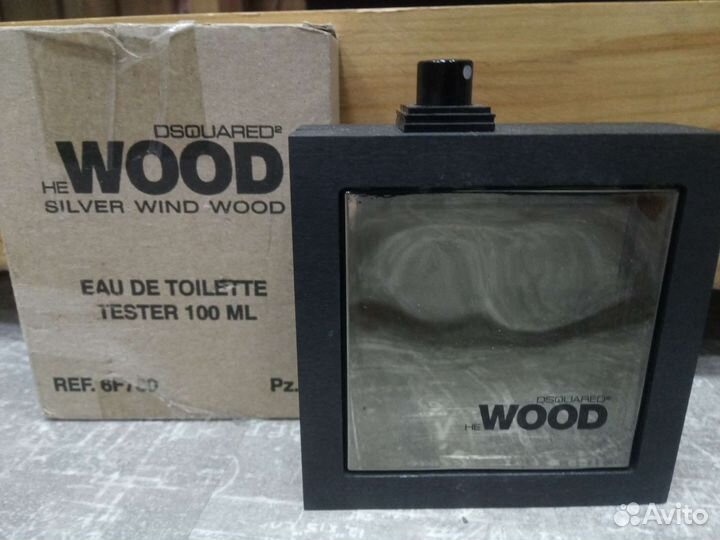 DSQUARED²
HE WOOD
SILVER WIND WOOD
EAU DE TOILETTE
TESTER 100 ML
Pz.
REF.
DSQUARED²
HE WOOD
Avito